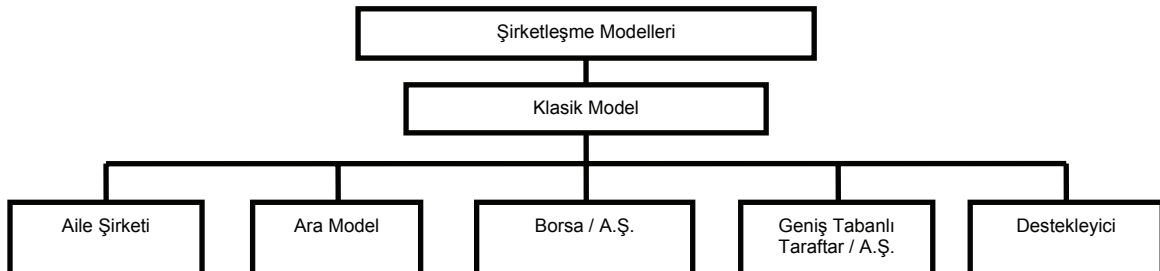 Şirketleşme Modelleri
Klasik Model
Aile Şirketi
Ara Model
Borsa / A.Ş.
Geniş Tabanlı
Taraftar / A.Ş.
Destekleyici